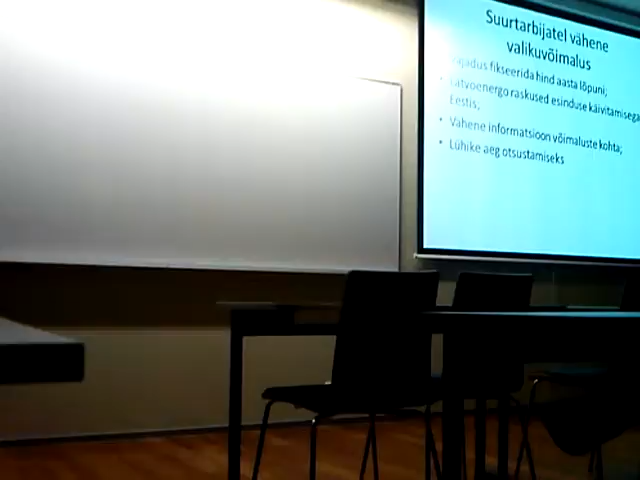 Suurtarbijatel vähene
valikuvõimalus
fikseerida hind aasta lõpuni;
raskused esinduse käivitamisega
Eestis;
• Vähene informatsioon võimaluste kohta;
• Lühike aeg otsustamiseks